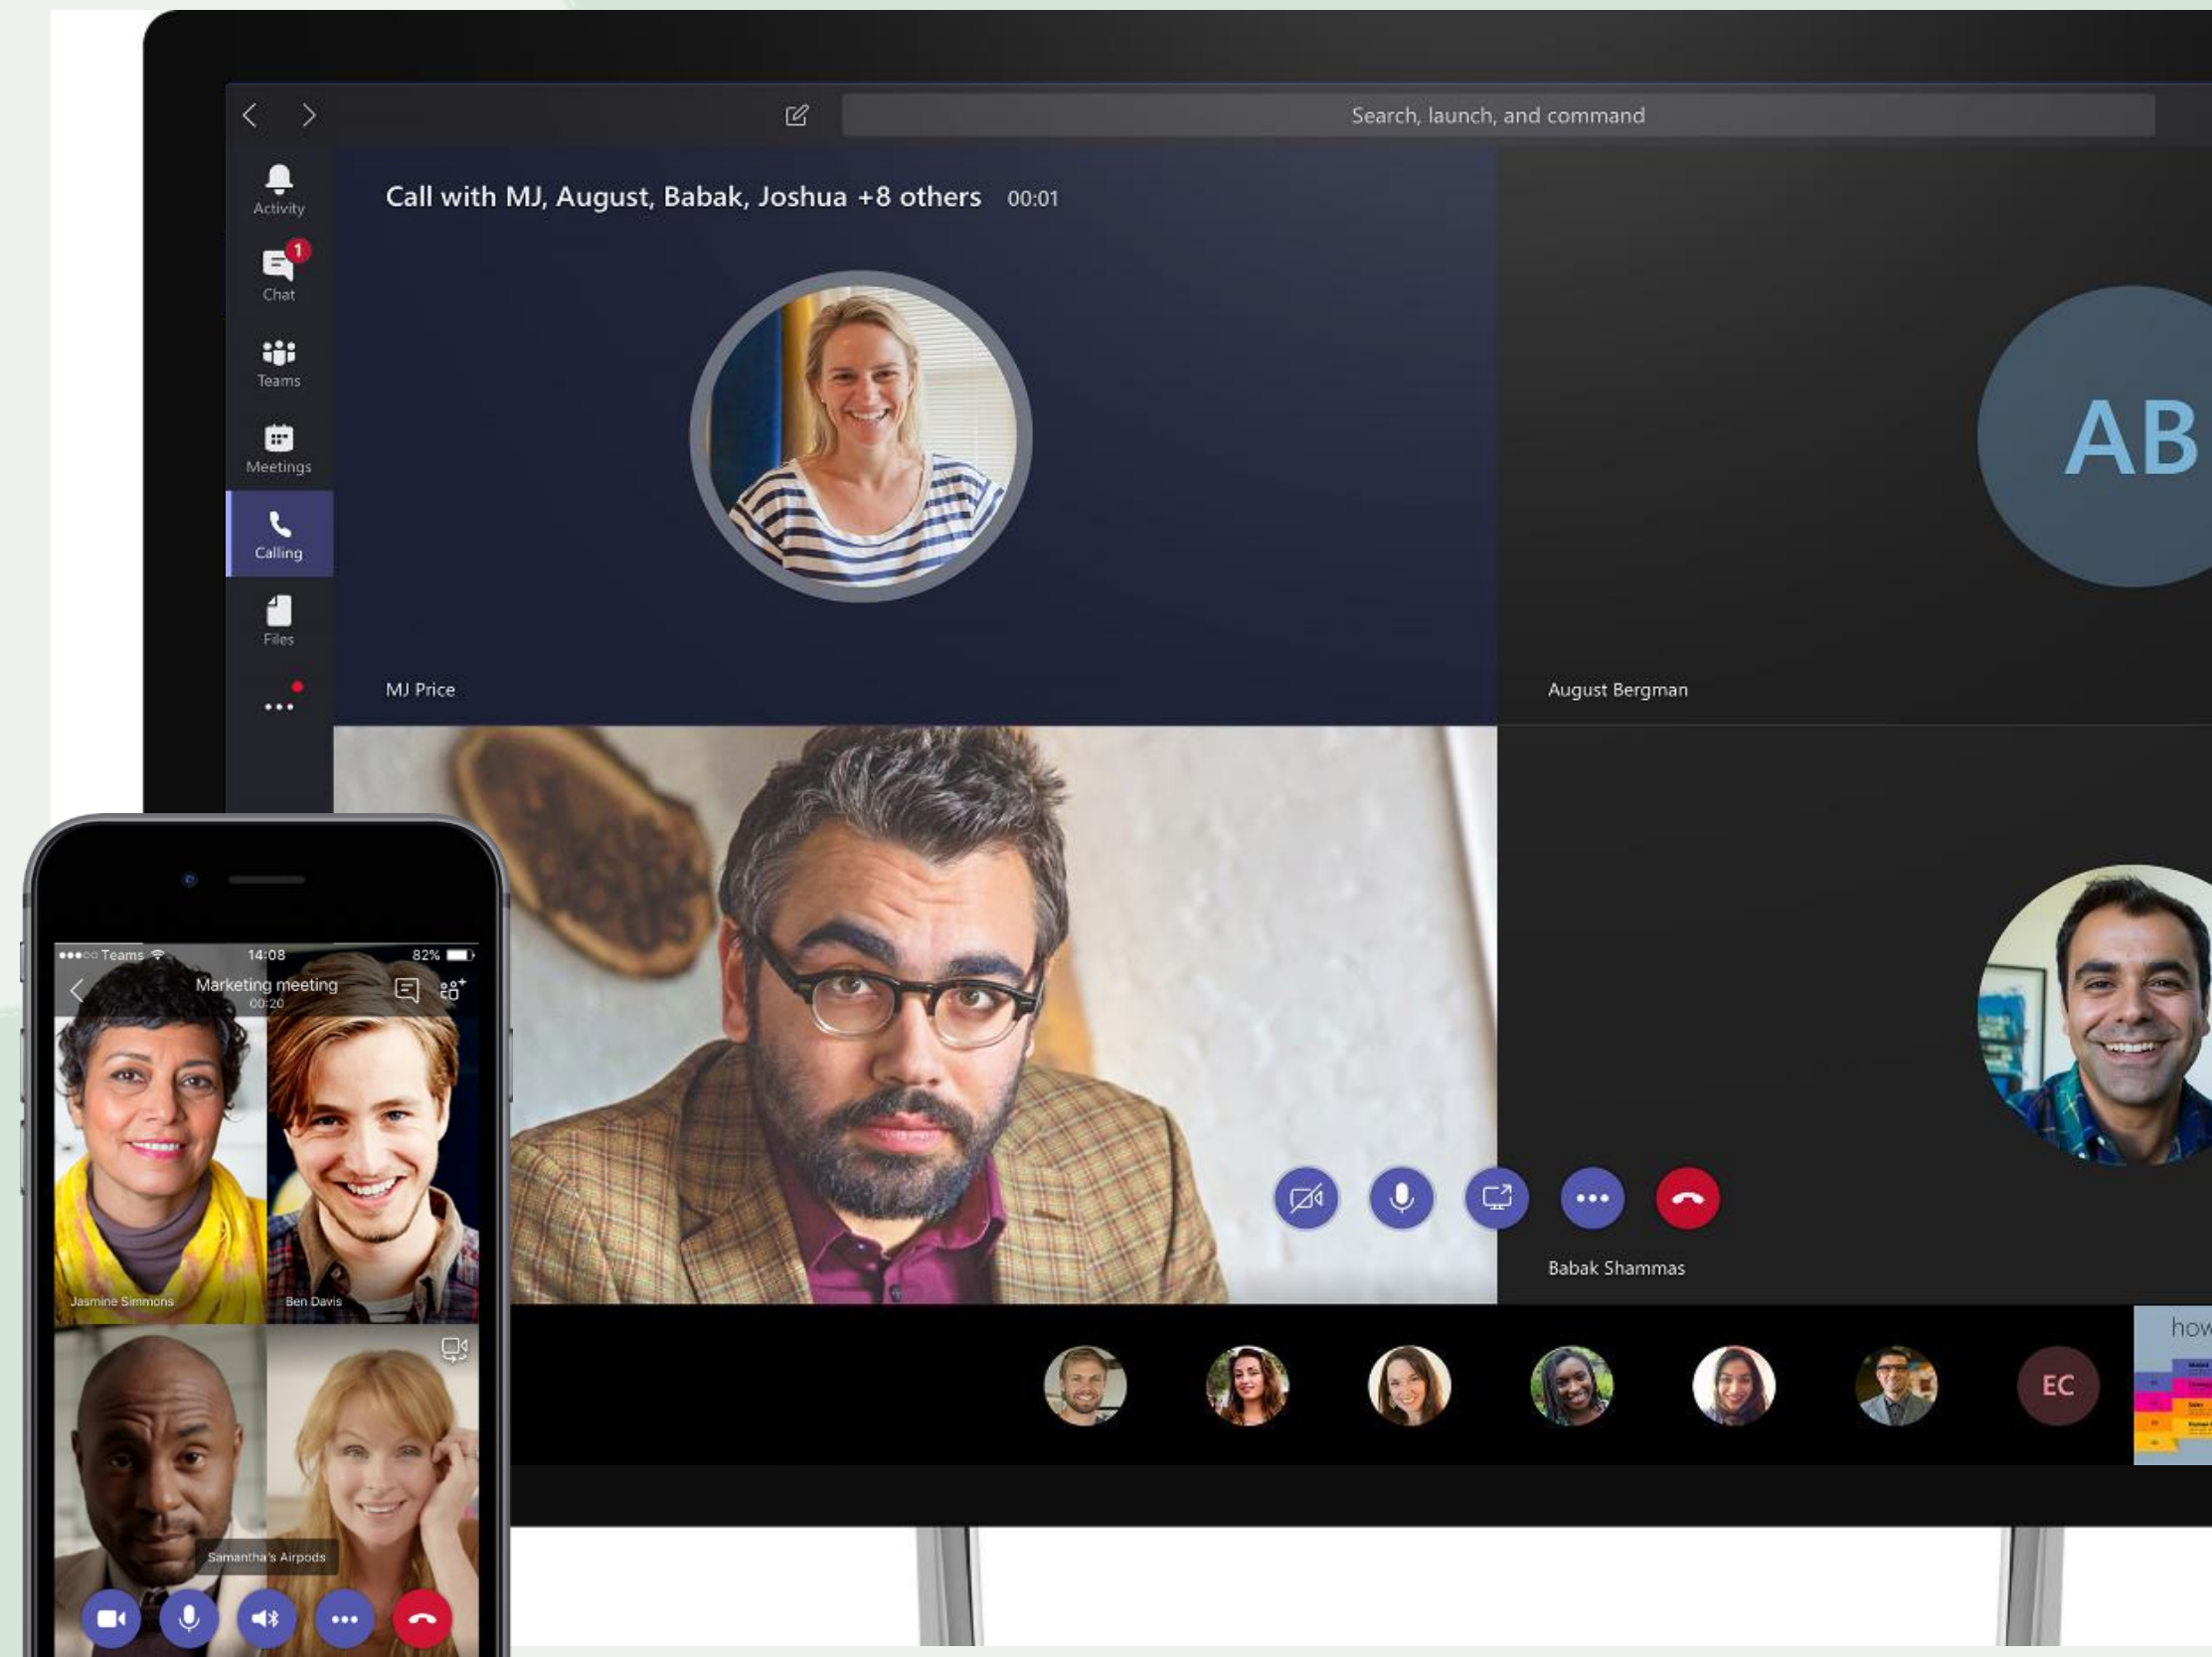 Search, launch, and command
Activity
Call with MJ, August, Babak, Joshua +8 others 00:01
1
Chat
Teams
Meetings
AB
Calling
Files
MJ Price
August Bergman
Teams 14:08 82%
Marketing meeting
00:20
Jasmine Simmons
Ben Davis
Babak Shammas
how
EC
Samantha's Airpods